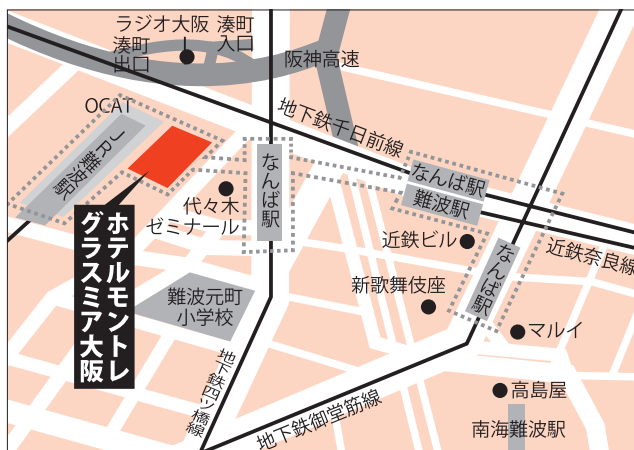 ラジオ大阪
湊町
出口
湊町
入口
阪神高速
OCAT
JR難波駅
地下鉄千日前線
なんば駅
なんば駅
難波駅
代々木
ゼミナール
近鉄ビル
近鉄奈良線
なんば駅
新歌舞伎座
ホテルモントレ
グラスミア大阪
難波元町
小学校
マルイ
地下鉄四ツ橋線
地下鉄御堂筋線
高島屋
南海難波駅